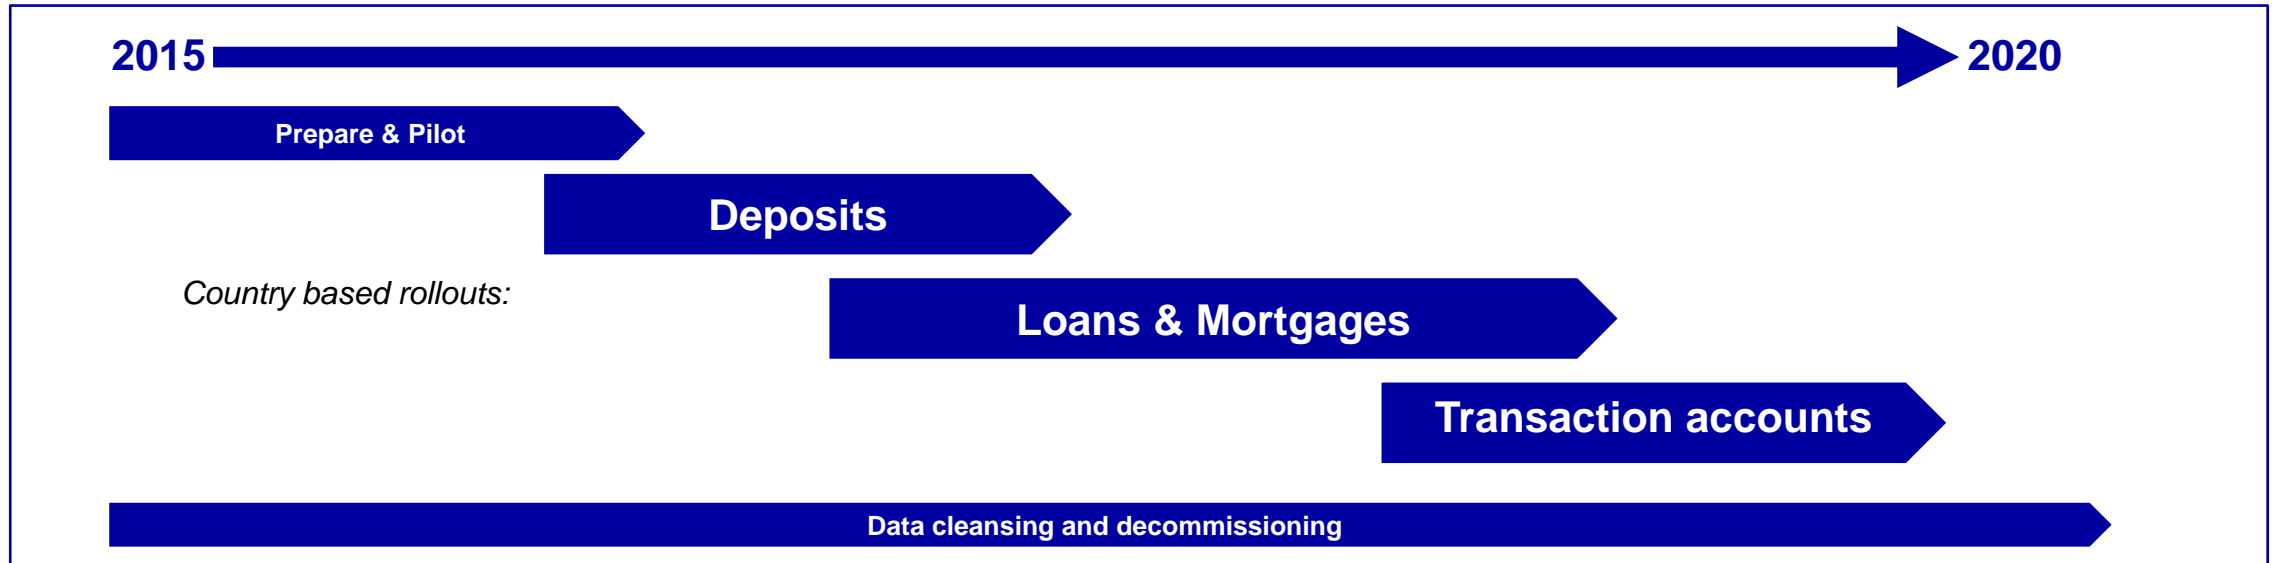 2015 2020
Prepare & Pilot
Deposits
Country based rollouts:
Loans & Mortgages
Transaction accounts
Data cleansing and decommissioning